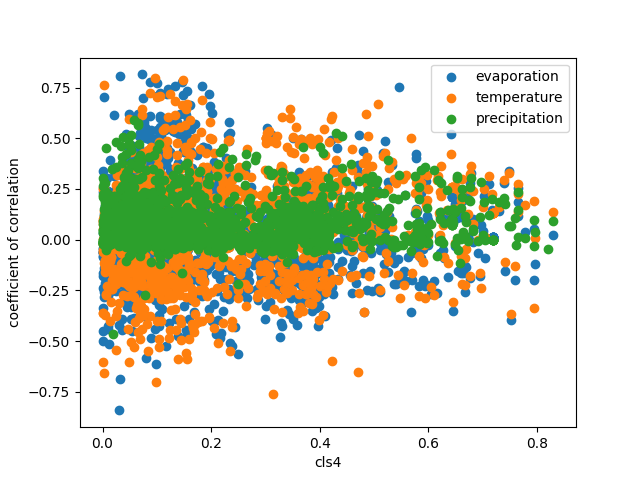 evaporation
temperature
precipitation
0.75
0.50
0.25
0.00
−0.25
−0.50
−0.75
coefficient of correlation
0.0 0.2 0.4 0.6 0.8
cls4